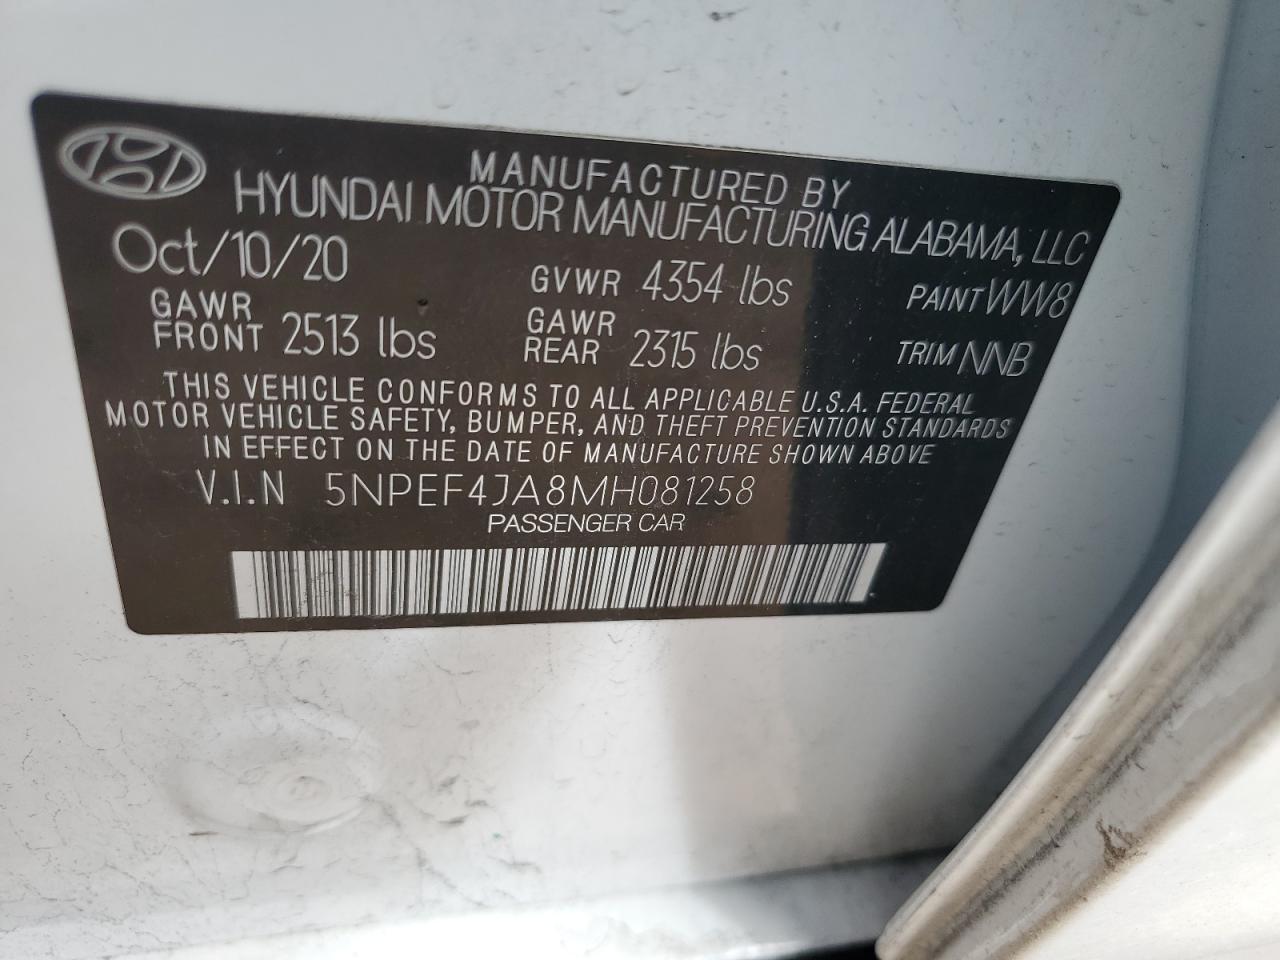 MANUFACTURED BY
HYUNDAI MOTOR MANUFACTURING ALABAMA, LLC
Oct/10/20 GVWR 4354 lbs PAINT WW8
GAWR FRONT 2513 lbs GAWR REAR 2315 lbs TRIM NNB
THIS VEHICLE CONFORMS TO ALL APPLICABLE U.S.A. FEDERAL
MOTOR VEHICLE SAFETY, BUMPER, AND THEFT PREVENTION STANDARDS
IN EFFECT ON THE DATE OF MANUFACTURE SHOWN ABOVE
V.I.N 5NPEF4JA8MH081258
PASSENGER CAR